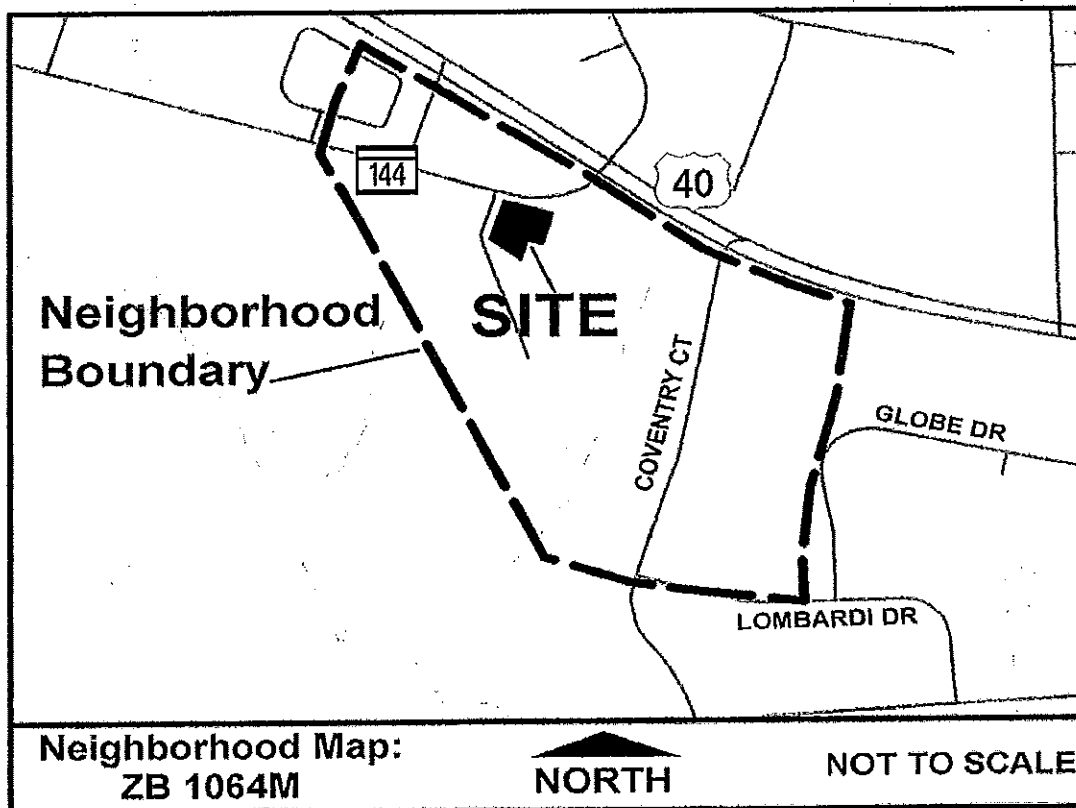 144
40
Neighborhood
Boundary
SITE
COVENTRY CT
GLOBE DR
LOMBARDI DR
Neighborhood Map:
ZB 1064M
NORTH
NOT TO SCALE